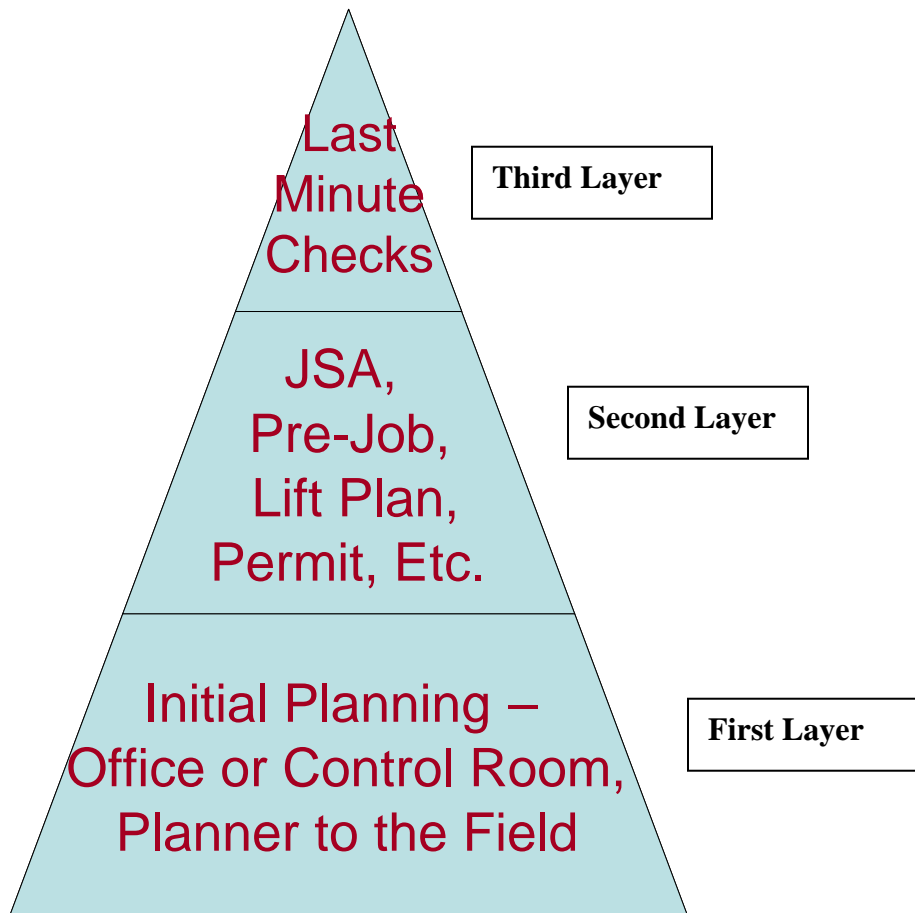 Last
Minute
Checks
Third Layer
JSA,
Pre-Job,
Lift Plan,
Permit, Etc.
Second Layer
Initial Planning –
Office or Control Room,
Planner to the Field
First Layer